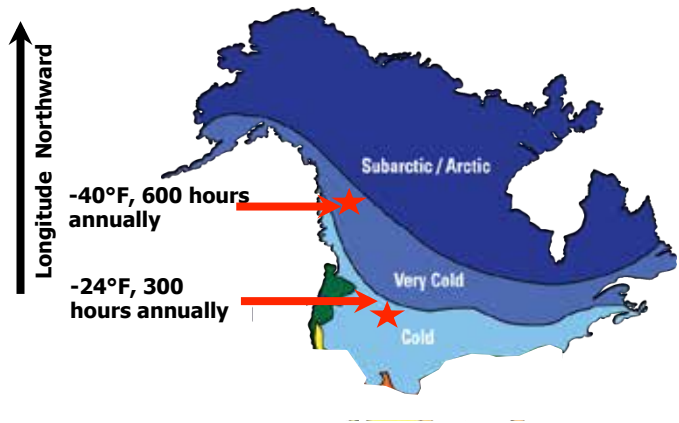 Longitude Northward
Subarctic / Arctic
-40°F, 600 hours
annually
Very Cold
-24°F, 300
hours annually
Cold